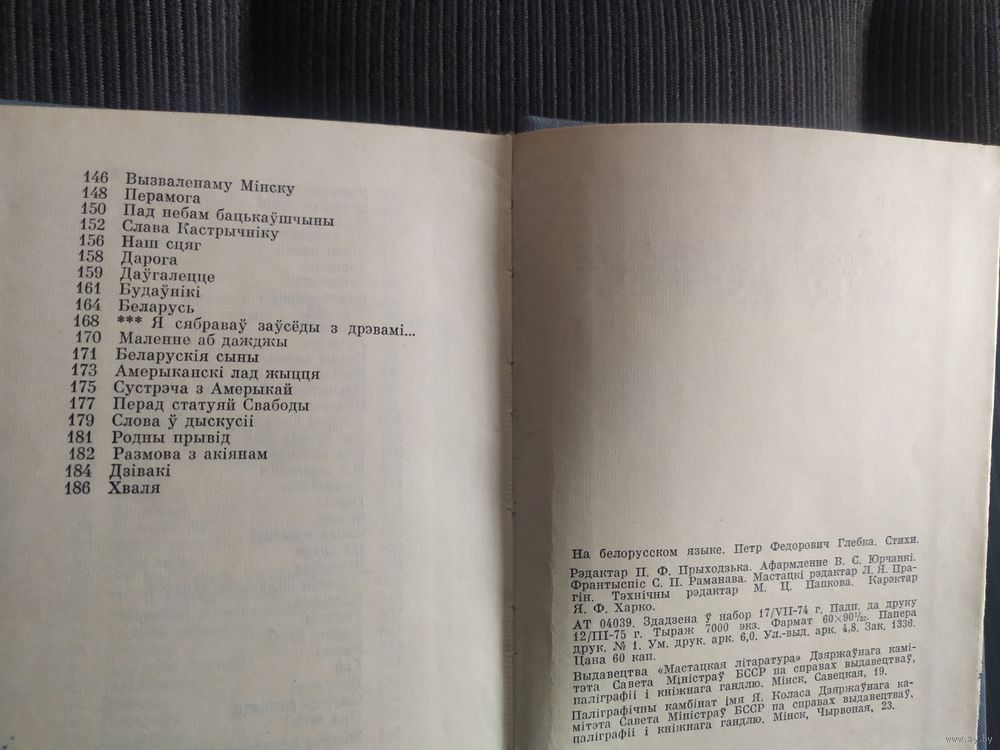 146 Вызваленаму Мінску
148 Перамога
150 Пад небам бацькаўшчыны
152 Слава Кастрычніку
156 Наш сцяг
158 Дарога
159 Даўгалецце
161 Будаўнікі
164 Беларусь
168 *** Я сябраваў заўсёды з дрэвамі...
170 Маленне аб дажджы
171 Беларускія сыны
173 Амерыканскі лад жыцця
175 Сустрэча з Амерыкай
177 Перад статуяй Свабоды
179 Слова ў дыскусіі
181 Родны прывід
182 Размова з акіянам
184 Дзівакі
186 Хваля
На белорусском языке. Петр Федорович Глебка. Стихи.
Рэдактар П. Ф. Прыходзька. Афармленне В. С. Юрчанкі.
Франтыспіс С. П. Раманава. Мастацкі рэдактар Л. Я. Пра-
гін. Тэхнічны рэдактар М. Ц. Папкова. Карэктар
Я. Ф. Харко.
АТ 04039. Здадзена ў набор 17/VII-74 г. Падп. да друку
12/III-75 г. Тыраж 7000 экз. Фармат 60×90¹/₃₂. Папера
друк. № 1. Ум. друк. арк. 6,0. Ул.-выд. арк. 4,8. Зак. 1336.
Цана 60 кап.
Выдавецтва «Мастацкая літаратура» Дзяржаўнага камі-
тэта Савета Міністраў БССР па справах выдавецтваў,
паліграфіі і кніжнага гандлю. Мінск, Савецкая, 19.
Паліграфічны камбінат імя Я. Коласа Дзяржаўнага ка-
мітэта Савета Міністраў БССР па справах выдавецтваў,
паліграфіі і кніжнага гандлю. Мінск, Чырвоная, 23.
www.ay.by